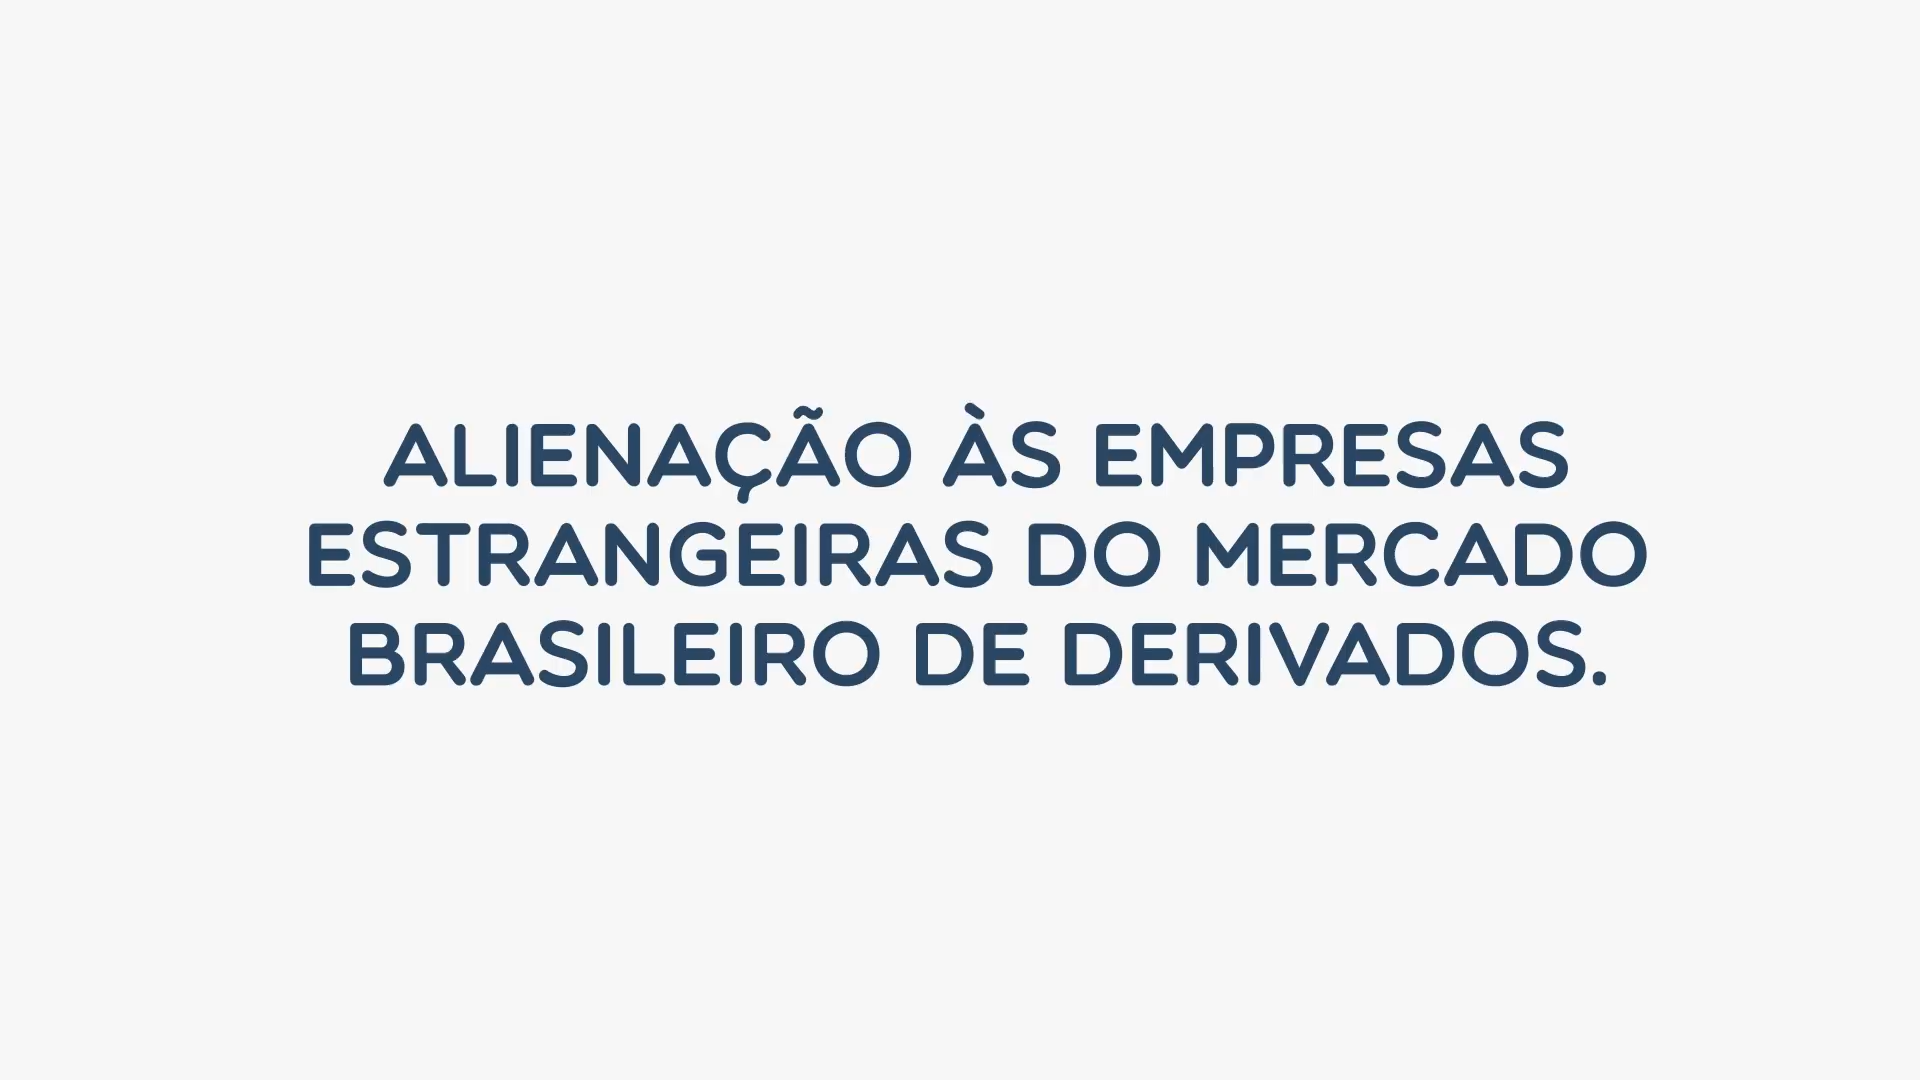 ALIENAÇÃO ÀS EMPRESAS
ESTRANGEIRAS DO MERCADO
BRASILEIRO DE DERIVADOS.